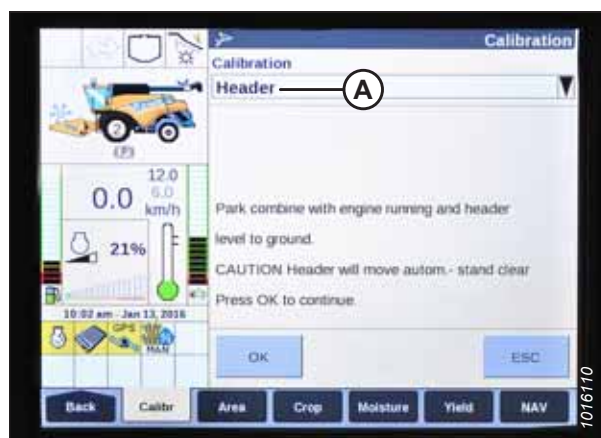 Calibration
Calibration
Header
A
2
(P)
12.0
6.0
0.0 km/h
21%
Park combine with engine running and header
level to ground.
CAUTION Header will move autom.- stand clear
Press OK to continue
10:02 am - Jan 13, 2016
GPS
MAN
OK
ESC
Back
Calibr
Area
Crop
Moisture
Yield
NAV
1016110